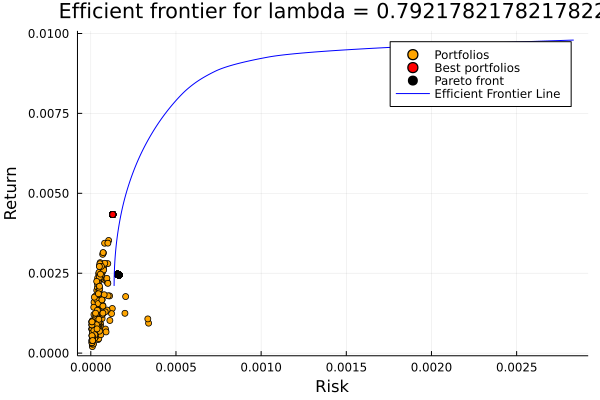 Efficient frontier for lambda = 0.7921782178217822
0.0100
0.0075
0.0050
0.0025
0.0000
Return
Portfolios
Best portfolios
Pareto front
Efficient Frontier Line
0.0000 0.0005 0.0010 0.0015 0.0020 0.0025
Risk